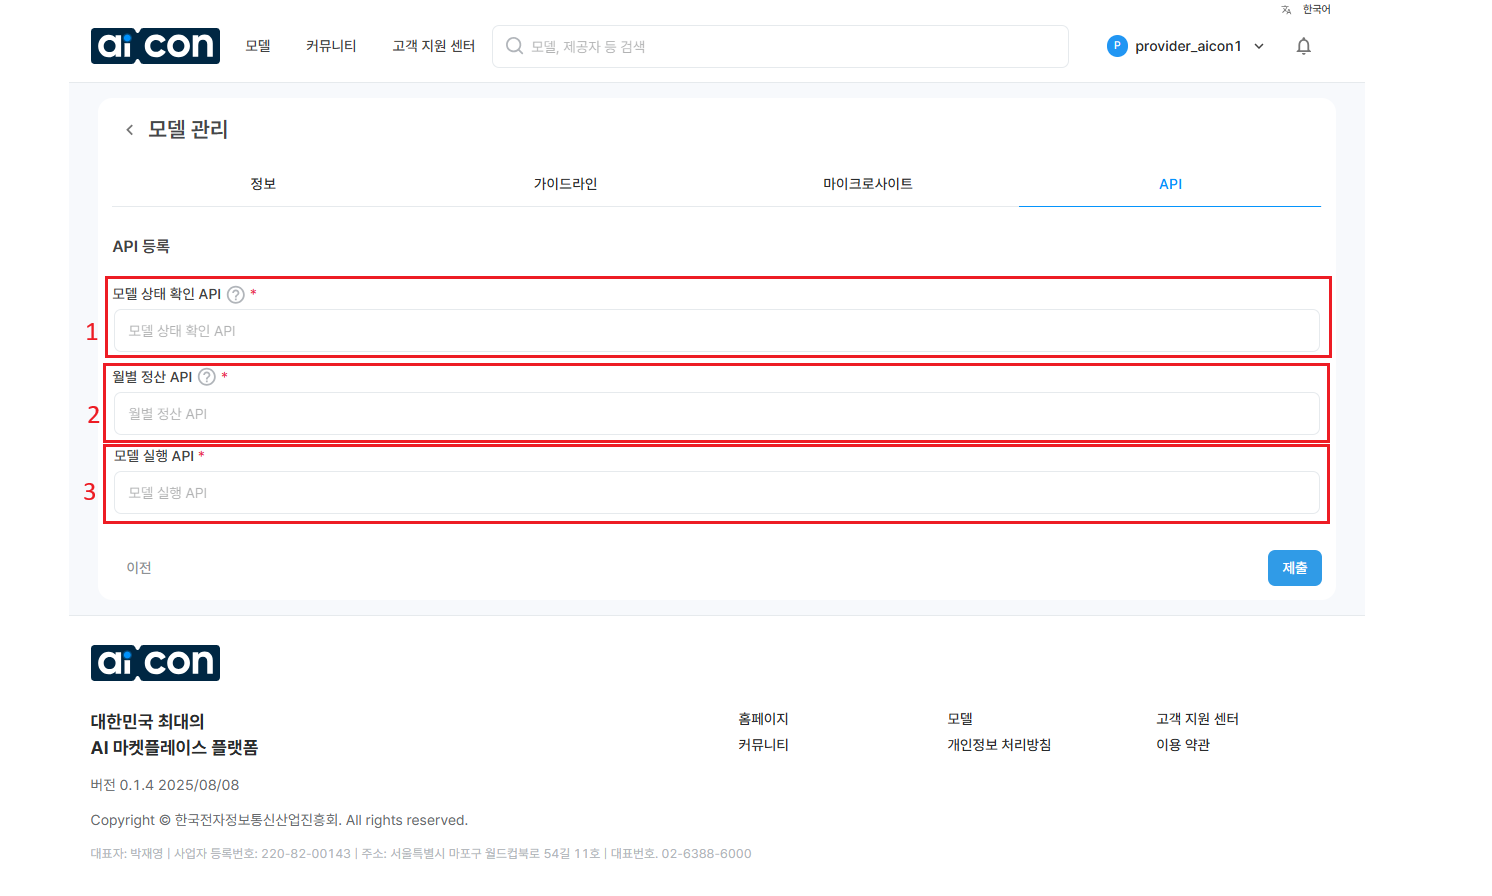 한국어
ai con
모델
커뮤니티
고객 지원 센터
모델, 제공자 등 검색
P
provider_aicon1
모델 관리
정보
가이드라인
마이크로사이트
API
API 등록
모델 상태 확인 API ? *
1
모델 상태 확인 API
월별 정산 API ? *
2
월별 정산 API
모델 실행 API *
3
모델 실행 API
이전
제출
ai con
대한민국 최대의
AI 마켓플레이스 플랫폼
홈페이지
모델
고객 지원 센터
커뮤니티
개인정보 처리방침
이용 약관
버전 0.1.4 2025/08/08
Copyright © 한국전자정보통신산업진흥회. All rights reserved.
대표자: 박재영 | 사업자 등록번호: 220-82-00143 | 주소: 서울특별시 마포구 월드컵북로 54길 11호 | 대표번호. 02-6388-6000